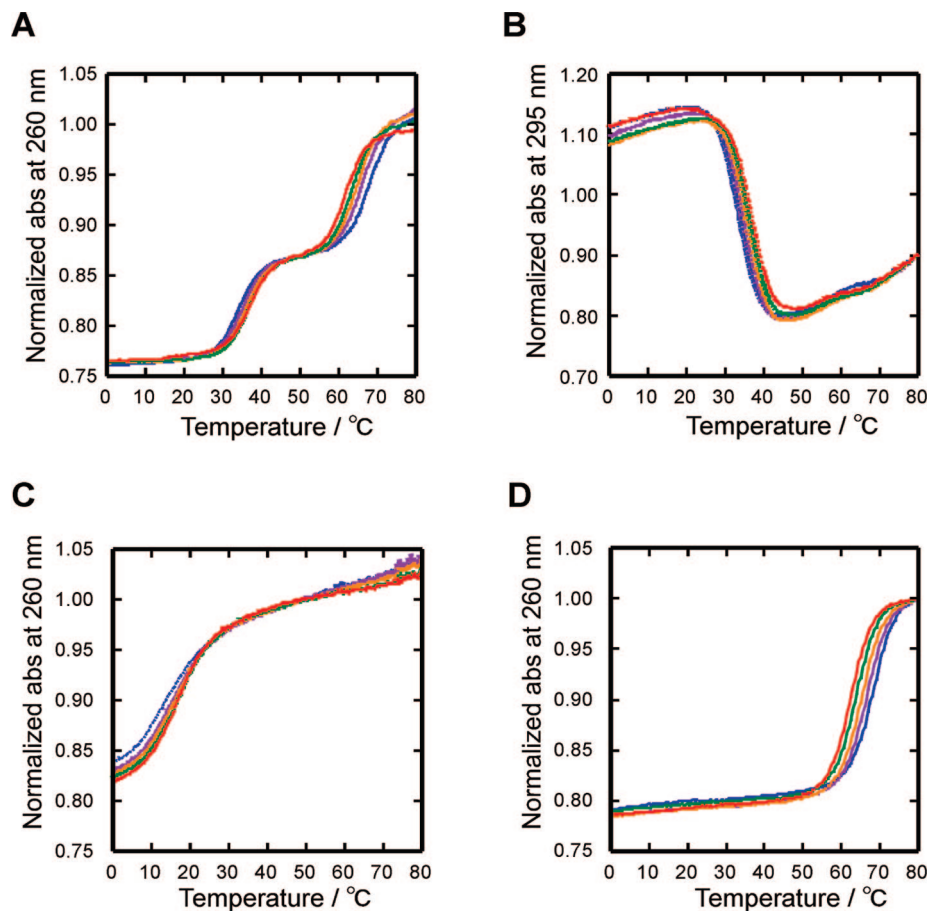 A
Normalized abs at 260 nm
1.05
1.00
0.95
0.90
0.85
0.80
0.75
0 10 20 30 40 50 60 70 80
Temperature / °C
B
Normalized abs at 295 nm
1.20
1.10
1.00
0.90
0.80
0.70
0 10 20 30 40 50 60 70 80
Temperature / °C
C
Normalized abs at 260 nm
1.05
1.00
0.95
0.90
0.85
0.80
0.75
0 10 20 30 40 50 60 70 80
Temperature / °C
D
Normalized abs at 260 nm
1.05
1.00
0.95
0.90
0.85
0.80
0.75
0 10 20 30 40 50 60 70 80
Temperature / °C